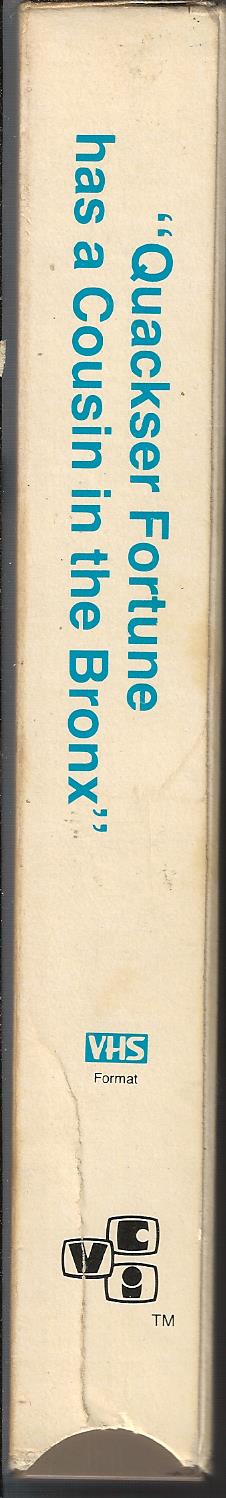 “Quackser Fortune
has a Cousin in the Bronx”
VHS
Format
VCI
TM